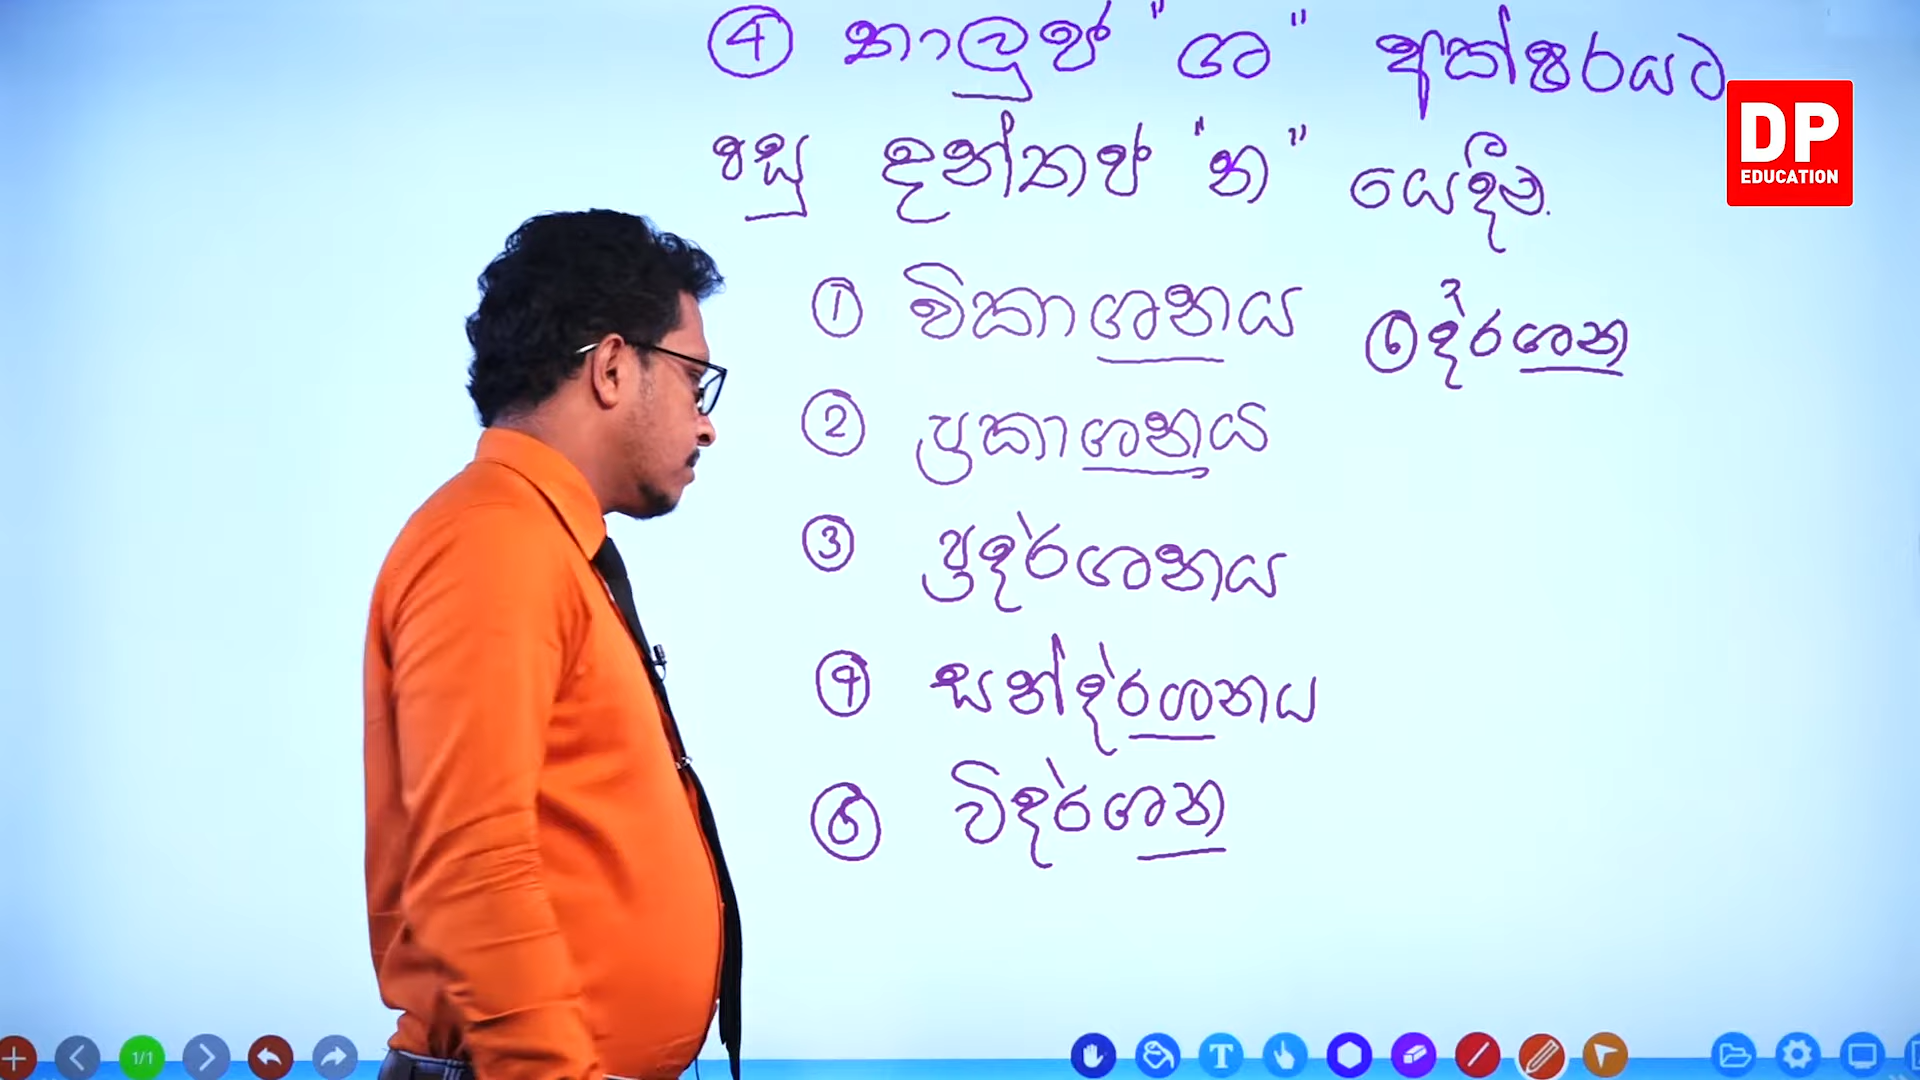 ④ තාලුජ "ශ" අක්ෂරයට
පසු දන්තජ "න" යෙදීම.
① විකාශනය
⑥ දර්ශන
② ප්‍රකාශනය
③ ප්‍රදර්ශනය
④ සන්දර්ශනය
⑤ විදර්ශන
DP
EDUCATION
1/1
T